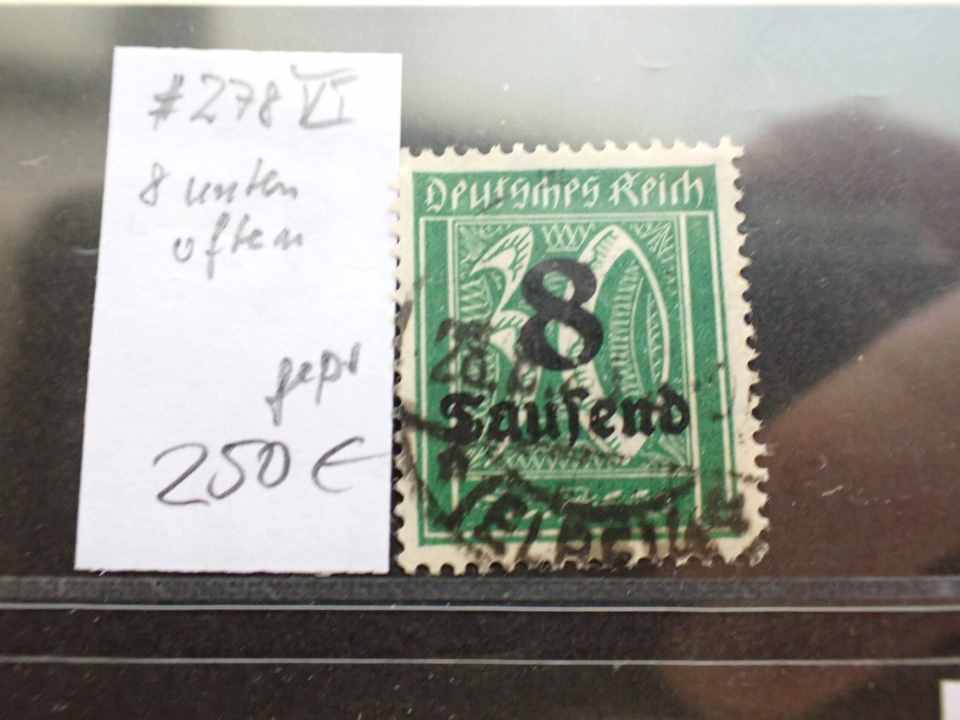 #278 VI
8 unten
offen
gepr
250 €
Deutsches Reich
8
Tausend